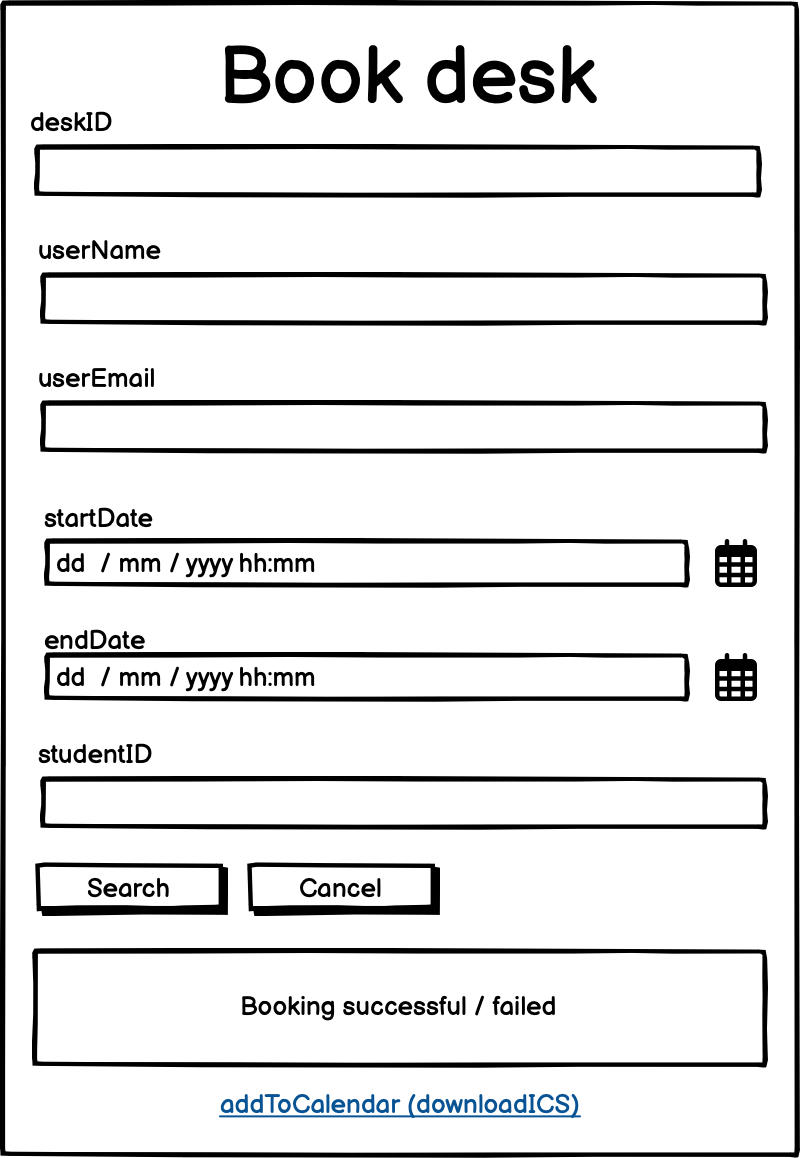 Book desk
deskID
userName
userEmail
startDate
dd / mm / yyyy hh:mm
endDate
dd / mm / yyyy hh:mm
studentID
Search Cancel
Booking successful / failed
addToCalendar (downloadICS)